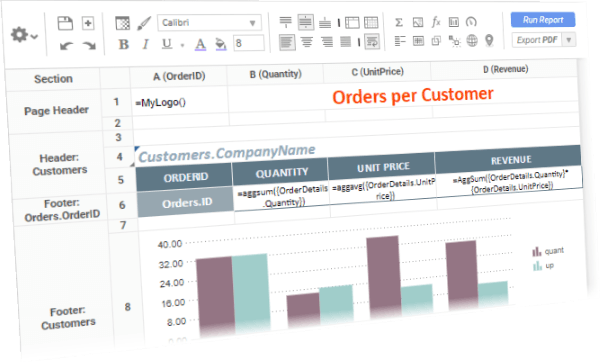 Calibri
B I U A 8
Run Report
Export PDF
Section
A (OrderID)
B (Quantity)
C (UnitPrice)
D (Revenue)
Page Header
1
=MyLogo()
Orders per Customer
2
Header:
Customers
3
4
Customers.CompanyName
5
ORDERID
QUANTITY
UNIT PRICE
REVENUE
Footer:
Orders.OrderID
6
Orders.ID
=aggsum({OrderDetails
.Quantity})
=aggavg({OrderDetails.UnitP
rice})
=AggSum({OrderDetails.Quantity}*
{OrderDetails.UnitPrice})
7
Footer:
Customers
8
40.00
32.00
24.00
16.00
8.00
quant
up